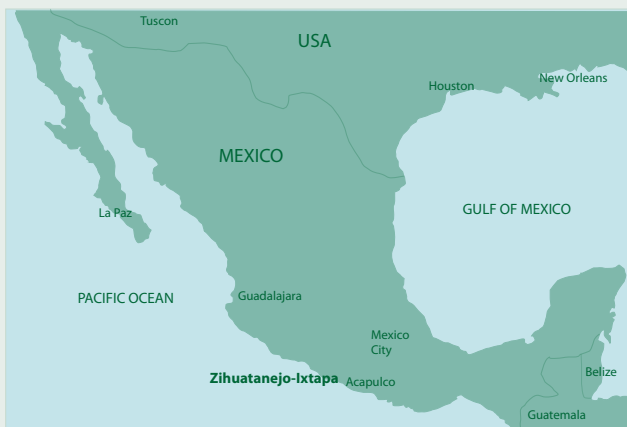 Tuscon
USA
Houston
New Orleans
MEXICO
La Paz
GULF OF MEXICO
PACIFIC OCEAN
Guadalajara
Mexico
City
Zihuatanejo-Ixtapa
Acapulco
Belize
Guatemala